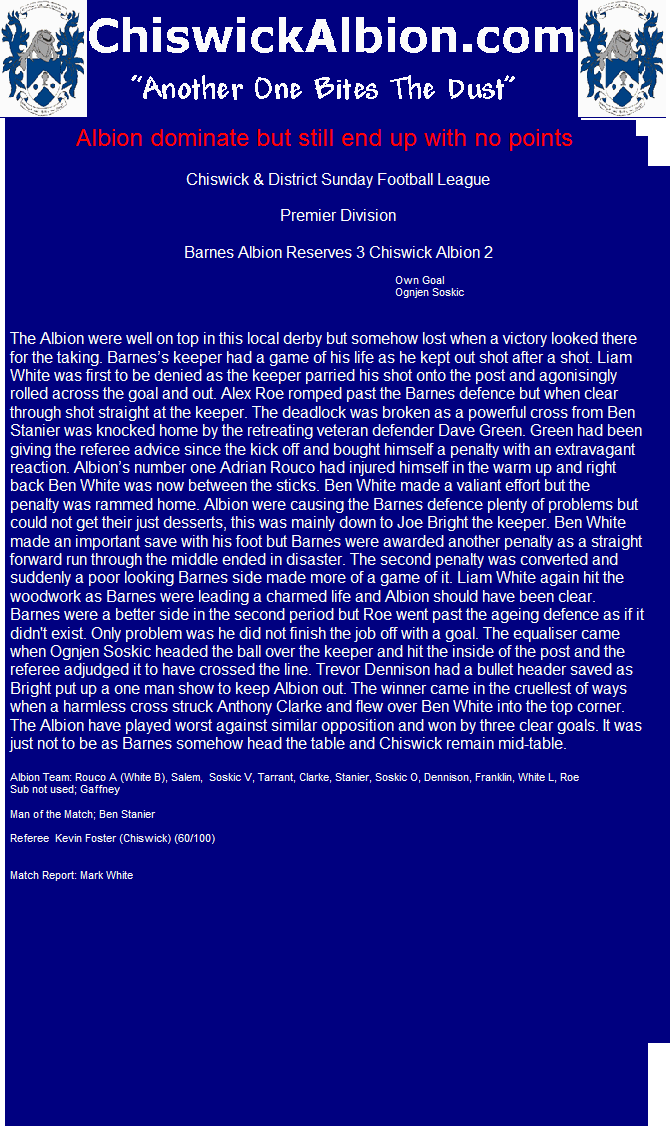 ChiswickAlbion.com
"Another One Bites The Dust"
Albion dominate but still end up with no points
Chiswick & District Sunday Football League
Premier Division
Barnes Albion Reserves 3 Chiswick Albion 2
Own Goal
Ognjen Soskic
The Albion were well on top in this local derby but somehow lost when a victory looked there
for the taking. Barnes’s keeper had a game of his life as he kept out shot after a shot. Liam
White was first to be denied as the keeper parried his shot onto the post and agonisingly
rolled across the goal and out. Alex Roe romped past the Barnes defence but when clear
through shot straight at the keeper. The deadlock was broken as a powerful cross from Ben
Stanier was knocked home by the retreating veteran defender Dave Green. Green had been
giving the referee advice since the kick off and bought himself a penalty with an extravagant
reaction. Albion’s number one Adrian Rouco had injured himself in the warm up and right
back Ben White was now between the sticks. Ben White made a valiant effort but the
penalty was rammed home. Albion were causing the Barnes defence plenty of problems but
could not get their just desserts, this was mainly down to Joe Bright the keeper. Ben White
made an important save with his foot but Barnes were awarded another penalty as a straight
forward run through the middle ended in disaster. The second penalty was converted and
suddenly a poor looking Barnes side made more of a game of it. Liam White again hit the
woodwork as Barnes were leading a charmed life and Albion should have been clear.
Barnes were a better side in the second period but Roe went past the ageing defence as if it
didn't exist. Only problem was he did not finish the job off with a goal. The equaliser came
when Ognjen Soskic headed the ball over the keeper and hit the inside of the post and the
referee adjudged it to have crossed the line. Trevor Dennison had a bullet header saved as
Bright put up a one man show to keep Albion out. The winner came in the cruellest of ways
when a harmless cross struck Anthony Clarke and flew over Ben White into the top corner.
The Albion have played worst against similar opposition and won by three clear goals. It was
just not to be as Barnes somehow head the table and Chiswick remain mid-table.
Albion Team: Rouco A (White B), Salem,  Soskic V, Tarrant, Clarke, Stanier, Soskic O, Dennison, Franklin, White L, Roe
Sub not used; Gaffney
Man of the Match; Ben Stanier
Referee  Kevin Foster (Chiswick) (60/100)
Match Report: Mark White